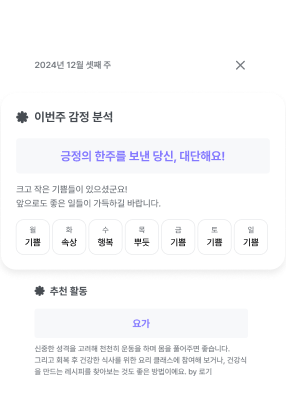 2024년 12월 셋째 주
이번주 감정 분석
긍정의 한주를 보낸 당신, 대단해요!
크고 작은 기쁨들이 있으셨군요!
앞으로도 좋은 일들이 가득하길 바랍니다.
월 화 수 목 금 토 일
기쁨 속상 행복 뿌듯 기쁨 기쁨 기쁨
추천 활동
요가
신중한 성격을 고려해 천천히 운동을 하며 몸을 풀어주면 좋습니다.
그리고 회복 후 건강한 식사를 위한 요리 클래스에 참여해 보거나, 건강식
을 만드는 레시피를 찾아보는 것도 좋은 방법이에요. by 로기